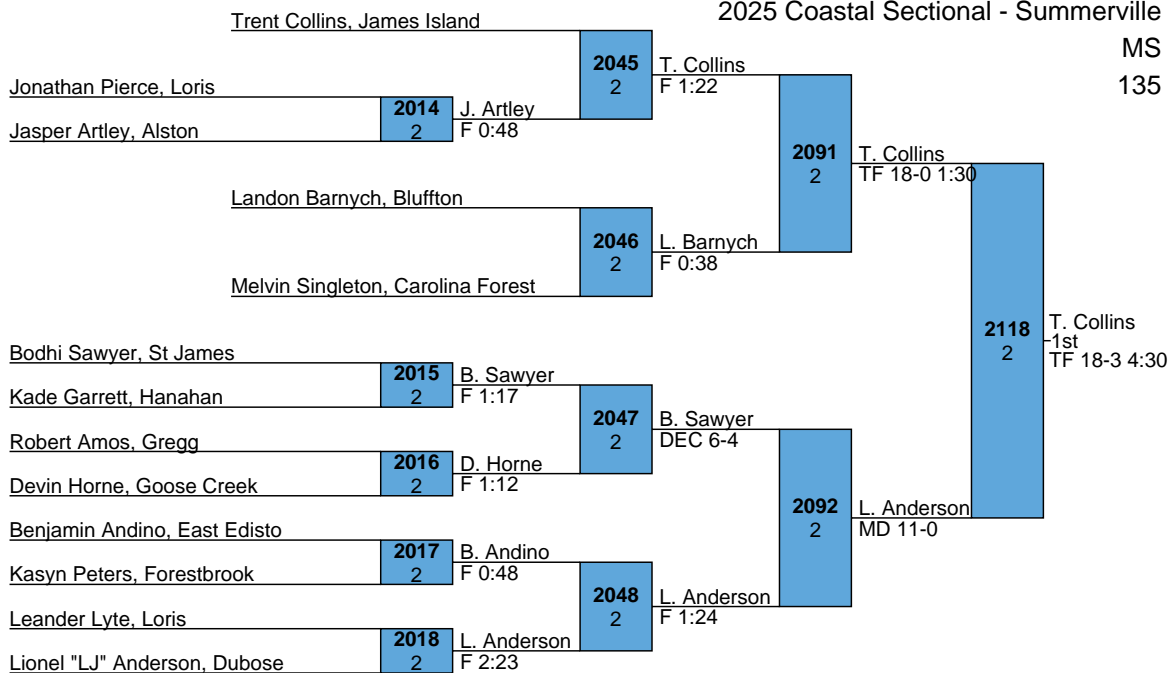 2025 Coastal Sectional - Summerville
MS
135
Trent Collins, James Island
2045
2
T. Collins
F 1:22
Jonathan Pierce, Loris
2014
2
J. Artley
F 0:48
Jasper Artley, Alston
2091
2
T. Collins
TF 18-0 1:30
Landon Barnych, Bluffton
2046
2
L. Barnych
F 0:38
Melvin Singleton, Carolina Forest
2118
2
T. Collins
1st
TF 18-3 4:30
Bodhi Sawyer, St James
2015
2
B. Sawyer
F 1:17
Kade Garrett, Hanahan
2047
2
B. Sawyer
DEC 6-4
Robert Amos, Gregg
2016
2
D. Horne
F 1:12
Devin Horne, Goose Creek
2092
2
L. Anderson
MD 11-0
Benjamin Andino, East Edisto
2017
2
B. Andino
F 0:48
Kasyn Peters, Forestbrook
2048
2
L. Anderson
F 1:24
Leander Lyte, Loris
2018
2
L. Anderson
F 2:23
Lionel "LJ" Anderson, Dubose